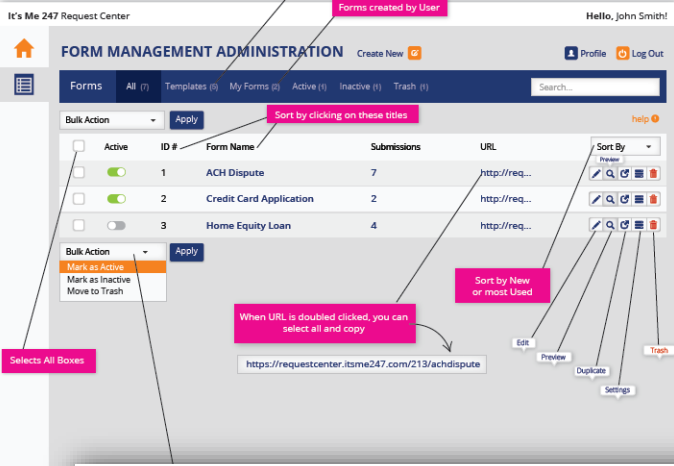 Forms created by User
It's Me 247 Request Center
Hello, John Smith!
FORM MANAGEMENT ADMINISTRATION Create New
Profile Log Out
Forms All (7) Templates (5) My Forms (2) Active (1) Inactive (1) Trash (1) Search...
Bulk Action Apply
Sort by clicking on these titles
help
Active ID # Form Name Submissions URL Sort By
Preview
1 ACH Dispute 7 http://req...
2 Credit Card Application 2 http://req...
3 Home Equity Loan 4 http://req...
Bulk Action Apply
Mark as Active
Mark as Inactive
Move to Trash
Sort by New
or most Used
When URL is doubled clicked, you can
select all and copy
Edit
Preview
Trash
Selects All Boxes
https://requestcenter.itsme247.com/213/achdispute
Duplicate
Settings